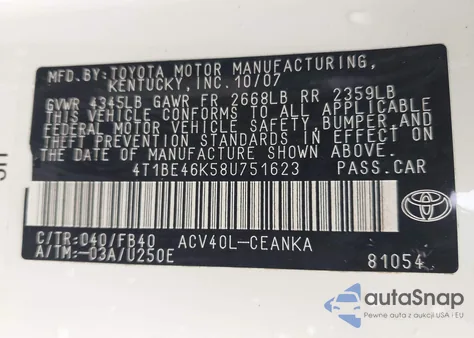 MFD. BY: TOYOTA MOTOR MANUFACTURING,
KENTUCKY, INC. 10/07
GVWR 4345LB GAWR FR 2668LB RR 2359LB
THIS VEHICLE CONFORMS TO ALL APPLICABLE
FEDERAL MOTOR VEHICLE SAFETY, BUMPER, AND
THEFT PREVENTION STANDARDS IN EFFECT ON
THE DATE OF MANUFACTURE SHOWN ABOVE.
4T1BE46K58U751623 PASS.CAR
C/TR:040/FB40 ACV40L-CEANKA
A/TM:-03A/U250E 81054
TOYOTA
autoSnap
Pewne auta z aukcji USA i EU